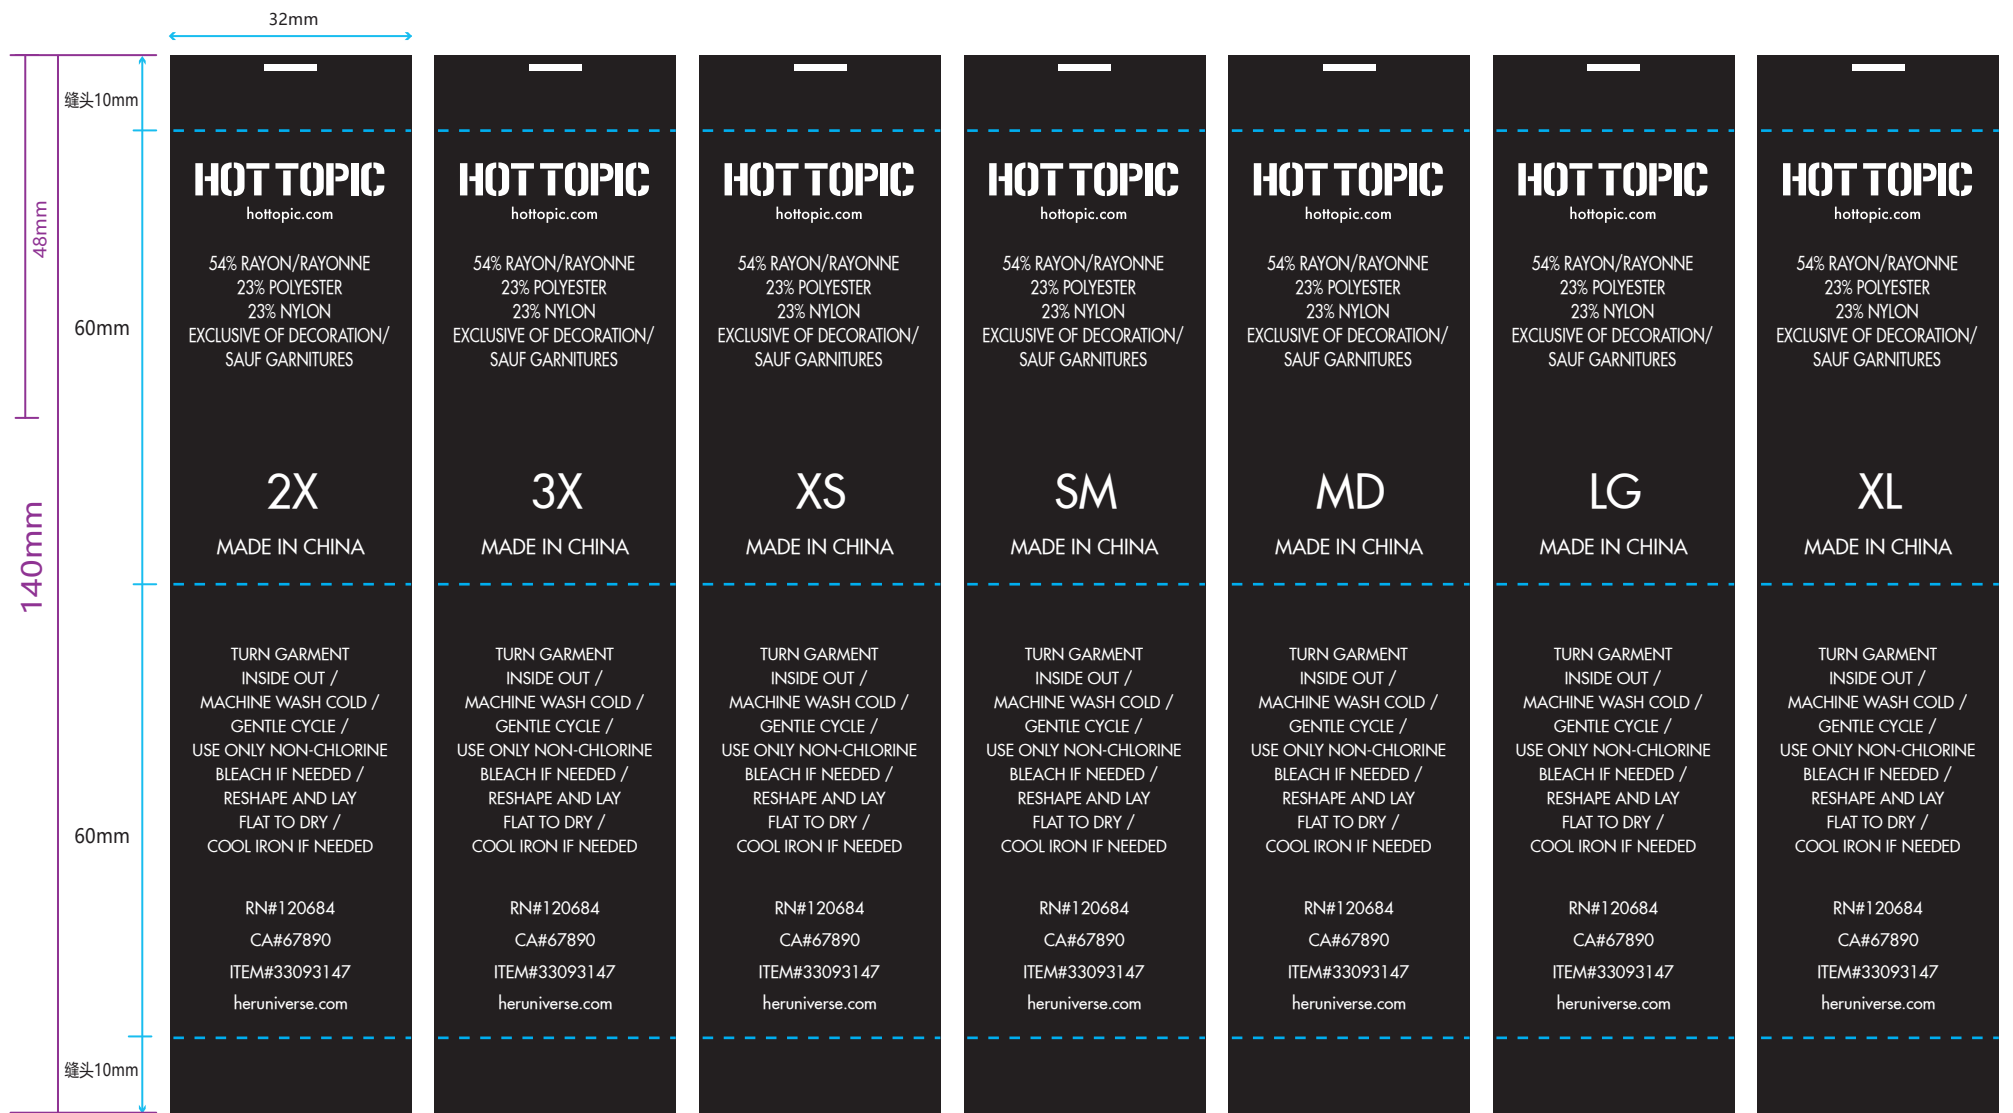 32mm
缝头10mm
48mm
60mm
140mm
60mm
缝头10mm
HOT TOPIC
hottopic.com
54% RAYON/RAYONNE
23% POLYESTER
23% NYLON
EXCLUSIVE OF DECORATION/
SAUF GARNITURES
2X
MADE IN CHINA
TURN GARMENT
INSIDE OUT /
MACHINE WASH COLD /
GENTLE CYCLE /
USE ONLY NON-CHLORINE
BLEACH IF NEEDED /
RESHAPE AND LAY
FLAT TO DRY /
COOL IRON IF NEEDED
RN#120684
CA#67890
ITEM#33093147
heruniverse.com
HOT TOPIC
hottopic.com
54% RAYON/RAYONNE
23% POLYESTER
23% NYLON
EXCLUSIVE OF DECORATION/
SAUF GARNITURES
3X
MADE IN CHINA
TURN GARMENT
INSIDE OUT /
MACHINE WASH COLD /
GENTLE CYCLE /
USE ONLY NON-CHLORINE
BLEACH IF NEEDED /
RESHAPE AND LAY
FLAT TO DRY /
COOL IRON IF NEEDED
RN#120684
CA#67890
ITEM#33093147
heruniverse.com
HOT TOPIC
hottopic.com
54% RAYON/RAYONNE
23% POLYESTER
23% NYLON
EXCLUSIVE OF DECORATION/
SAUF GARNITURES
XS
MADE IN CHINA
TURN GARMENT
INSIDE OUT /
MACHINE WASH COLD /
GENTLE CYCLE /
USE ONLY NON-CHLORINE
BLEACH IF NEEDED /
RESHAPE AND LAY
FLAT TO DRY /
COOL IRON IF NEEDED
RN#120684
CA#67890
ITEM#33093147
heruniverse.com
HOT TOPIC
hottopic.com
54% RAYON/RAYONNE
23% POLYESTER
23% NYLON
EXCLUSIVE OF DECORATION/
SAUF GARNITURES
SM
MADE IN CHINA
TURN GARMENT
INSIDE OUT /
MACHINE WASH COLD /
GENTLE CYCLE /
USE ONLY NON-CHLORINE
BLEACH IF NEEDED /
RESHAPE AND LAY
FLAT TO DRY /
COOL IRON IF NEEDED
RN#120684
CA#67890
ITEM#33093147
heruniverse.com
HOT TOPIC
hottopic.com
54% RAYON/RAYONNE
23% POLYESTER
23% NYLON
EXCLUSIVE OF DECORATION/
SAUF GARNITURES
MD
MADE IN CHINA
TURN GARMENT
INSIDE OUT /
MACHINE WASH COLD /
GENTLE CYCLE /
USE ONLY NON-CHLORINE
BLEACH IF NEEDED /
RESHAPE AND LAY
FLAT TO DRY /
COOL IRON IF NEEDED
RN#120684
CA#67890
ITEM#33093147
heruniverse.com
HOT TOPIC
hottopic.com
54% RAYON/RAYONNE
23% POLYESTER
23% NYLON
EXCLUSIVE OF DECORATION/
SAUF GARNITURES
LG
MADE IN CHINA
TURN GARMENT
INSIDE OUT /
MACHINE WASH COLD /
GENTLE CYCLE /
USE ONLY NON-CHLORINE
BLEACH IF NEEDED /
RESHAPE AND LAY
FLAT TO DRY /
COOL IRON IF NEEDED
RN#120684
CA#67890
ITEM#33093147
heruniverse.com
HOT TOPIC
hottopic.com
54% RAYON/RAYONNE
23% POLYESTER
23% NYLON
EXCLUSIVE OF DECORATION/
SAUF GARNITURES
XL
MADE IN CHINA
TURN GARMENT
INSIDE OUT /
MACHINE WASH COLD /
GENTLE CYCLE /
USE ONLY NON-CHLORINE
BLEACH IF NEEDED /
RESHAPE AND LAY
FLAT TO DRY /
COOL IRON IF NEEDED
RN#120684
CA#67890
ITEM#33093147
heruniverse.com